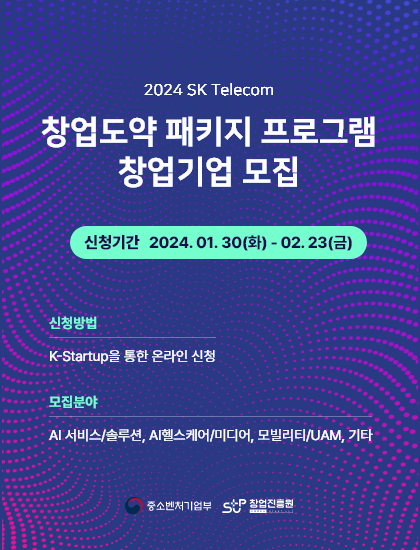 2024 SK Telecom
창업도약 패키지 프로그램
창업기업 모집
신청기간 2024. 01. 30(화) - 02. 23(금)
신청방법
K-Startup을 통한 온라인 신청
모집분야
AI 서비스/솔루션, AI헬스케어/미디어, 모빌리티/UAM, 기타
중소벤처기업부 창업진흥원